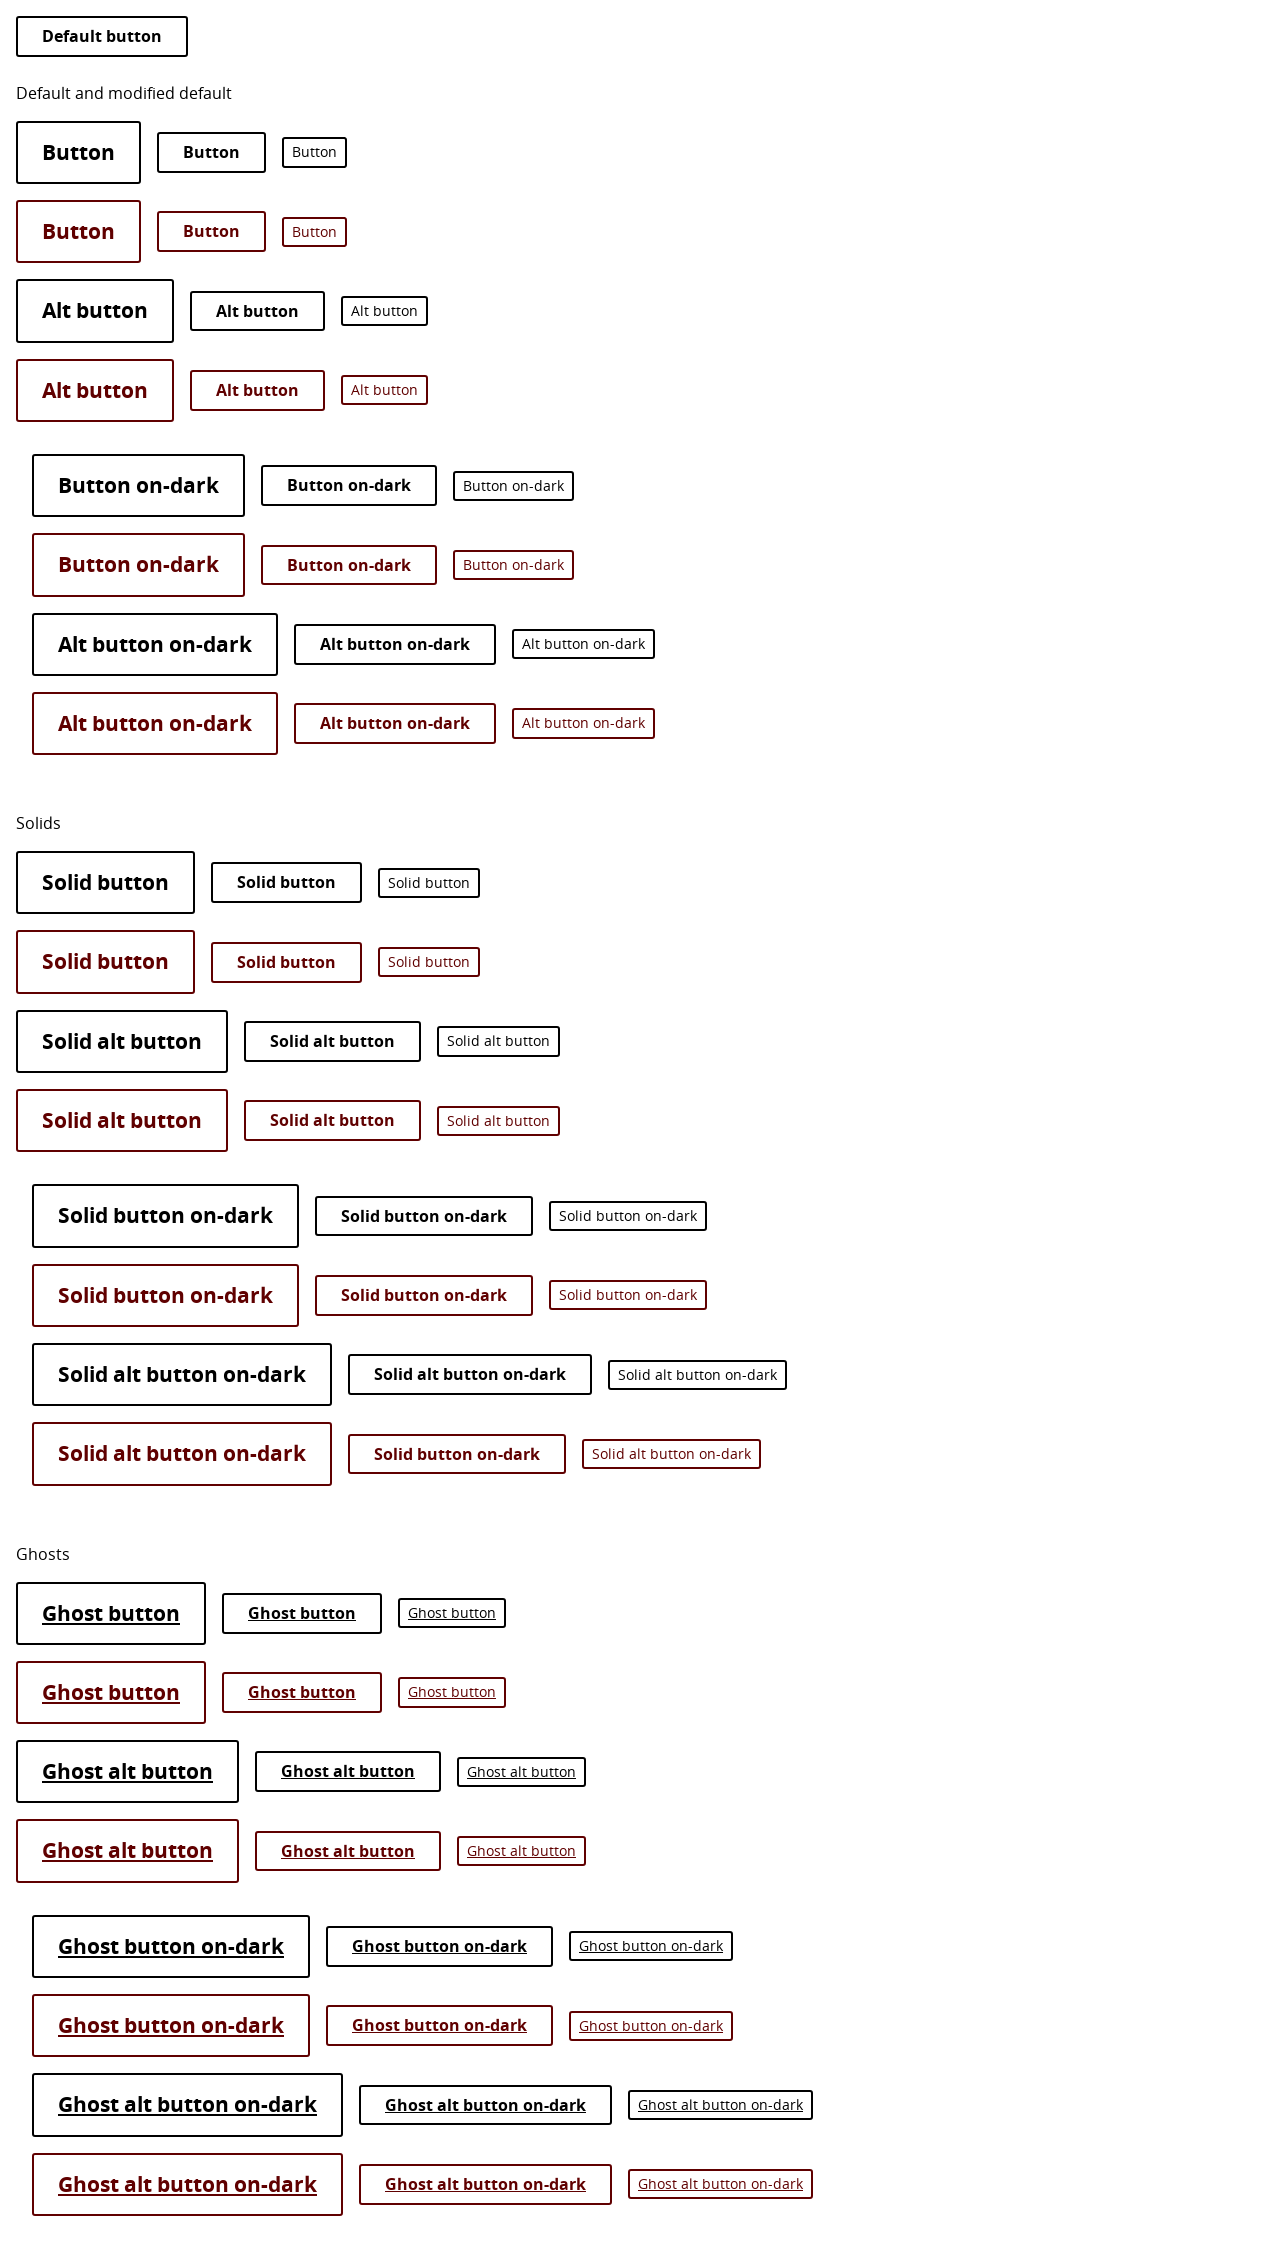 Default button
Default and modified default
Button Button Button
Button Button Button
Alt button Alt button Alt button
Alt button Alt button Alt button
Button on-dark Button on-dark Button on-dark
Button on-dark Button on-dark Button on-dark
Alt button on-dark Alt button on-dark Alt button on-dark
Alt button on-dark Alt button on-dark Alt button on-dark
Solids
Solid button Solid button Solid button
Solid button Solid button Solid button
Solid alt button Solid alt button Solid alt button
Solid alt button Solid alt button Solid alt button
Solid button on-dark Solid button on-dark Solid button on-dark
Solid button on-dark Solid button on-dark Solid button on-dark
Solid alt button on-dark Solid alt button on-dark Solid alt button on-dark
Solid alt button on-dark Solid button on-dark Solid alt button on-dark
Ghosts
Ghost button Ghost button Ghost button
Ghost button Ghost button Ghost button
Ghost alt button Ghost alt button Ghost alt button
Ghost alt button Ghost alt button Ghost alt button
Ghost button on-dark Ghost button on-dark Ghost button on-dark
Ghost button on-dark Ghost button on-dark Ghost button on-dark
Ghost alt button on-dark Ghost alt button on-dark Ghost alt button on-dark
Ghost alt button on-dark Ghost alt button on-dark Ghost alt button on-dark